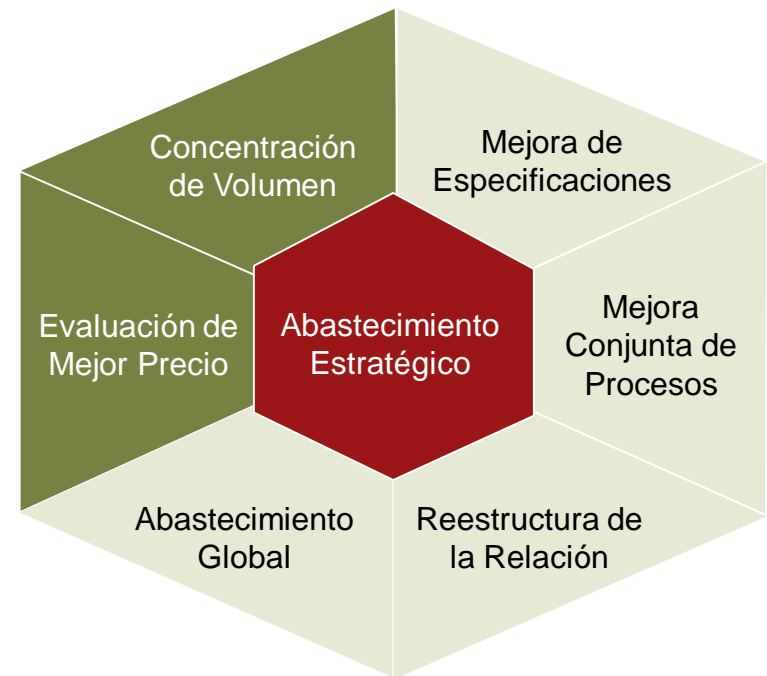 Concentración
de Volumen
Mejora de
Especificaciones
Evaluación de
Mejor Precio
Abastecimiento
Estratégico
Mejora
Conjunta de
Procesos
Abastecimiento
Global
Reestructura de
la Relación